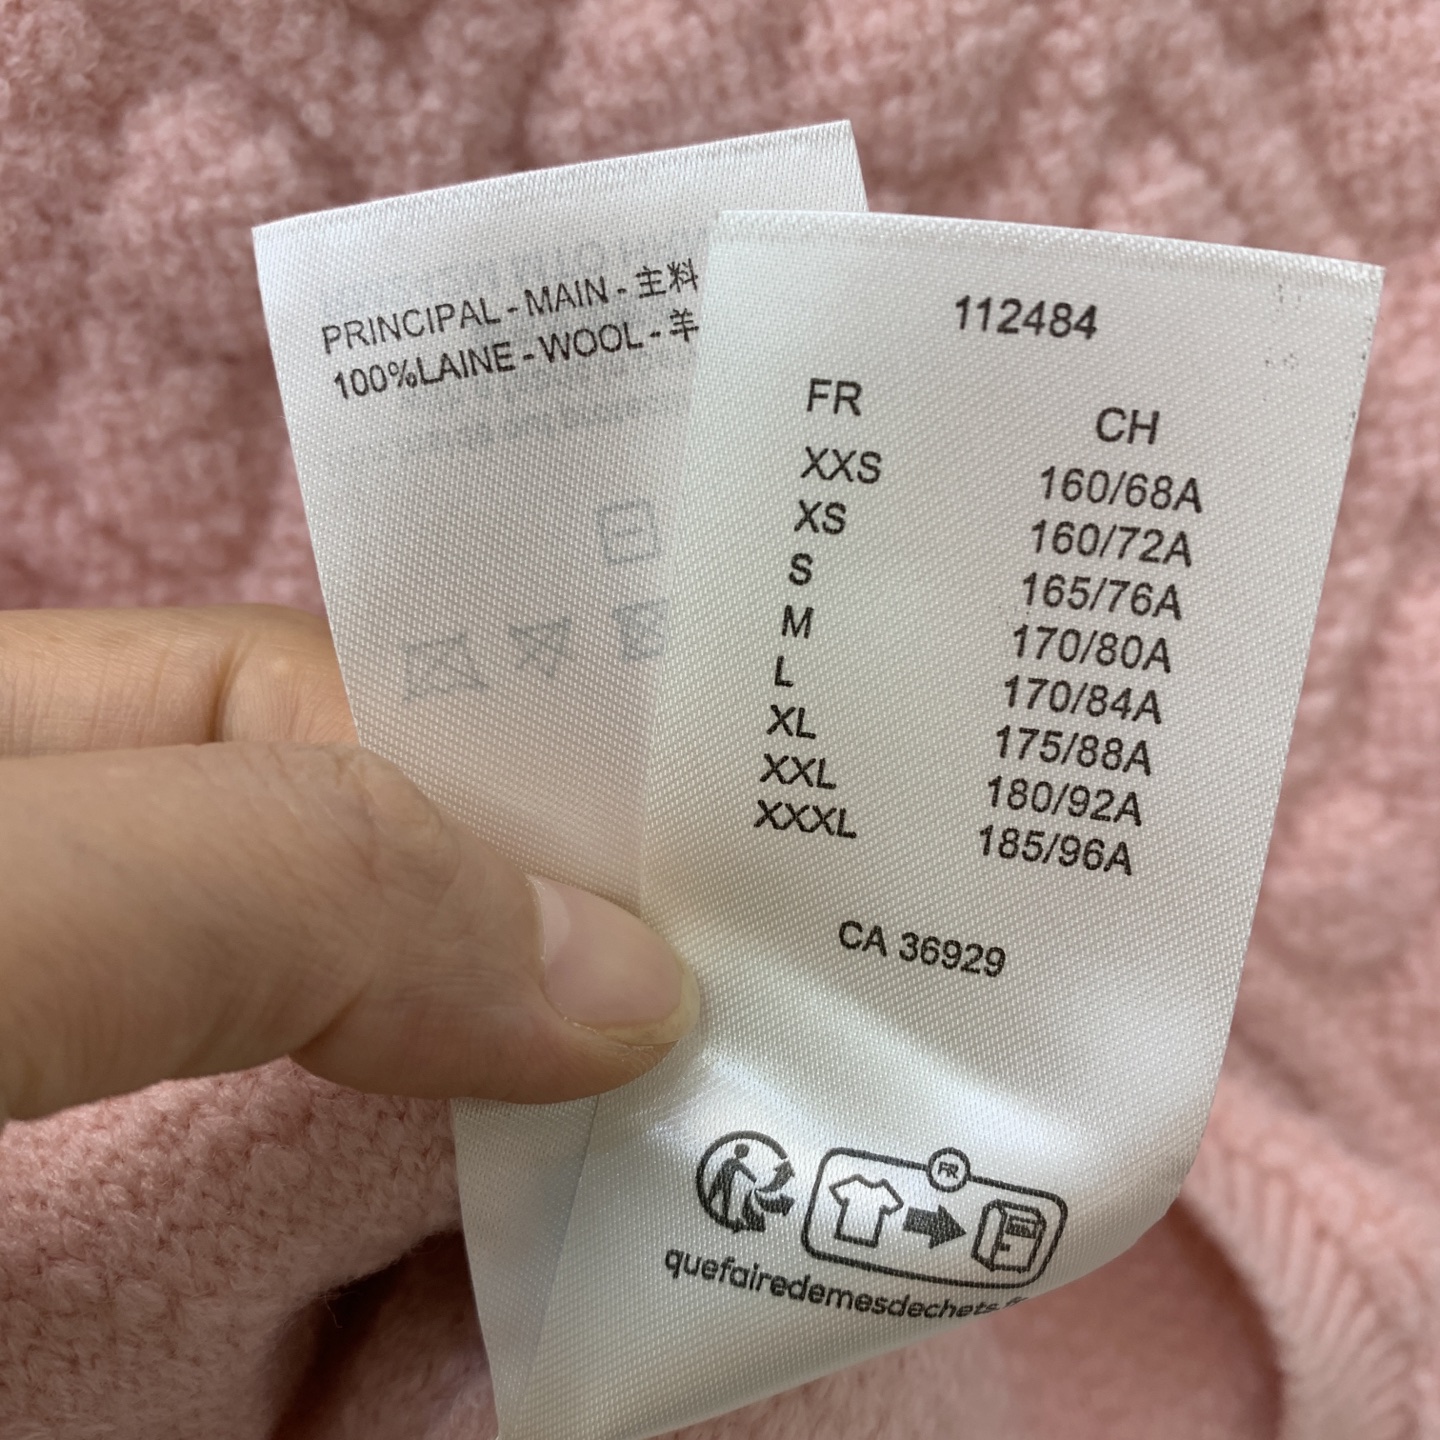 PRINCIPAL - MAIN - 主料
100%LAINE - WOOL - 羊
112484
FR CH
XXS 160/68A
XS 160/72A
S 165/76A
M 170/80A
L 170/84A
XL 175/88A
XXL 180/92A
XXXL 185/96A
CA 36929
FR
quefairedemesdechets.fr